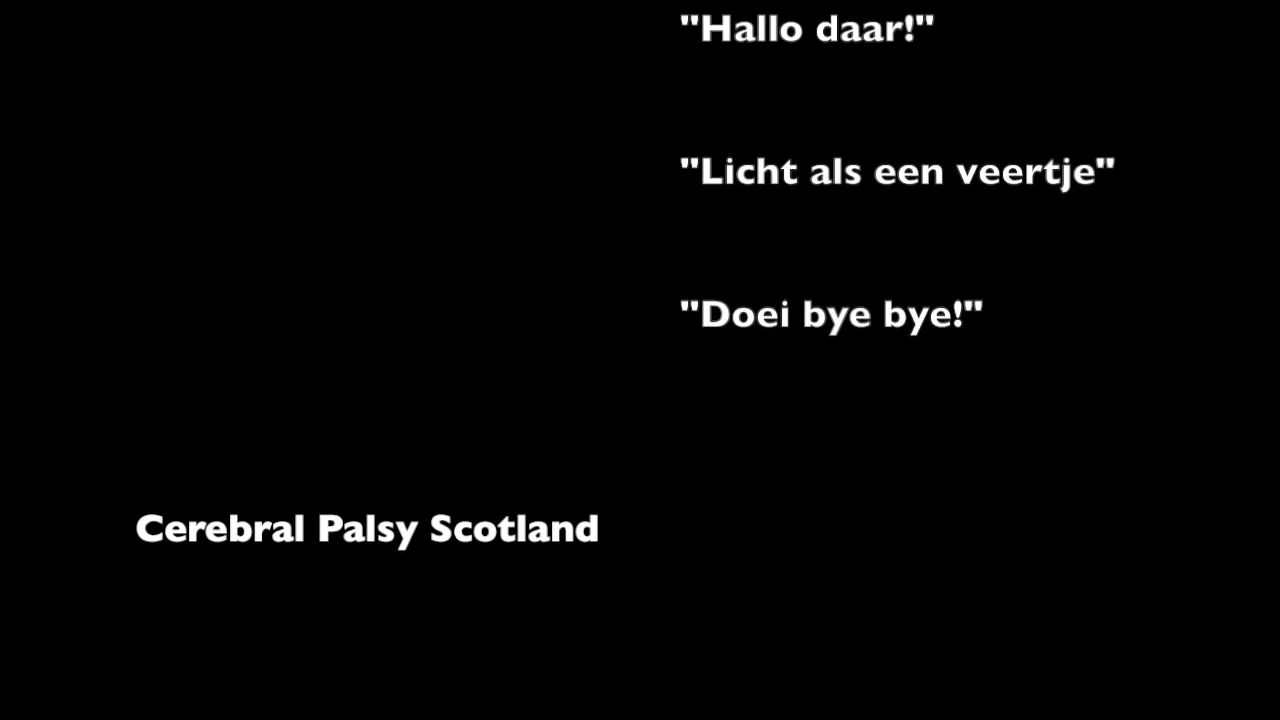 "Hallo daar!"
"Licht als een veertje"
"Doei bye bye!"
Cerebral Palsy Scotland